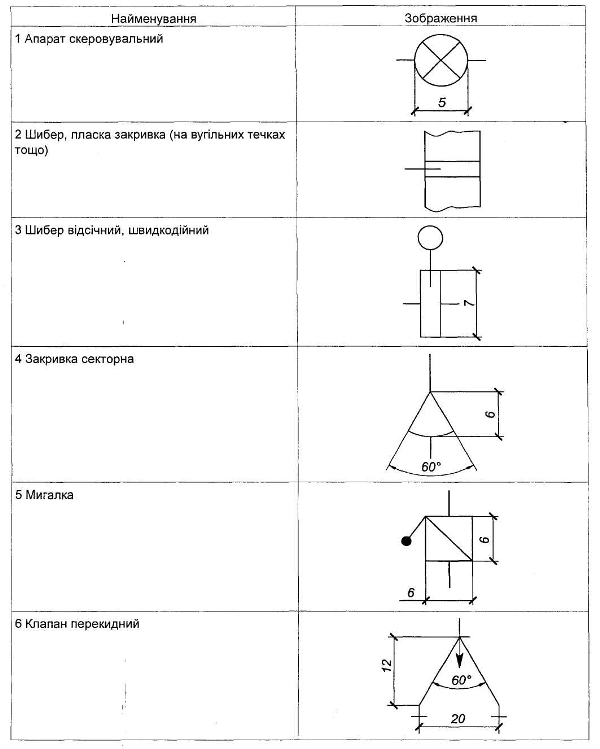 Найменування Зображення
1 Апарат скеровувальний
5
2 Шибер, пласка закривка (на вугільних течках
тощо)
3 Шибер відсічний, швидкодійний
7
4 Закривка секторна
6
60°
5 Мигалка
6
6
6 Клапан перекидний
12
60°
20